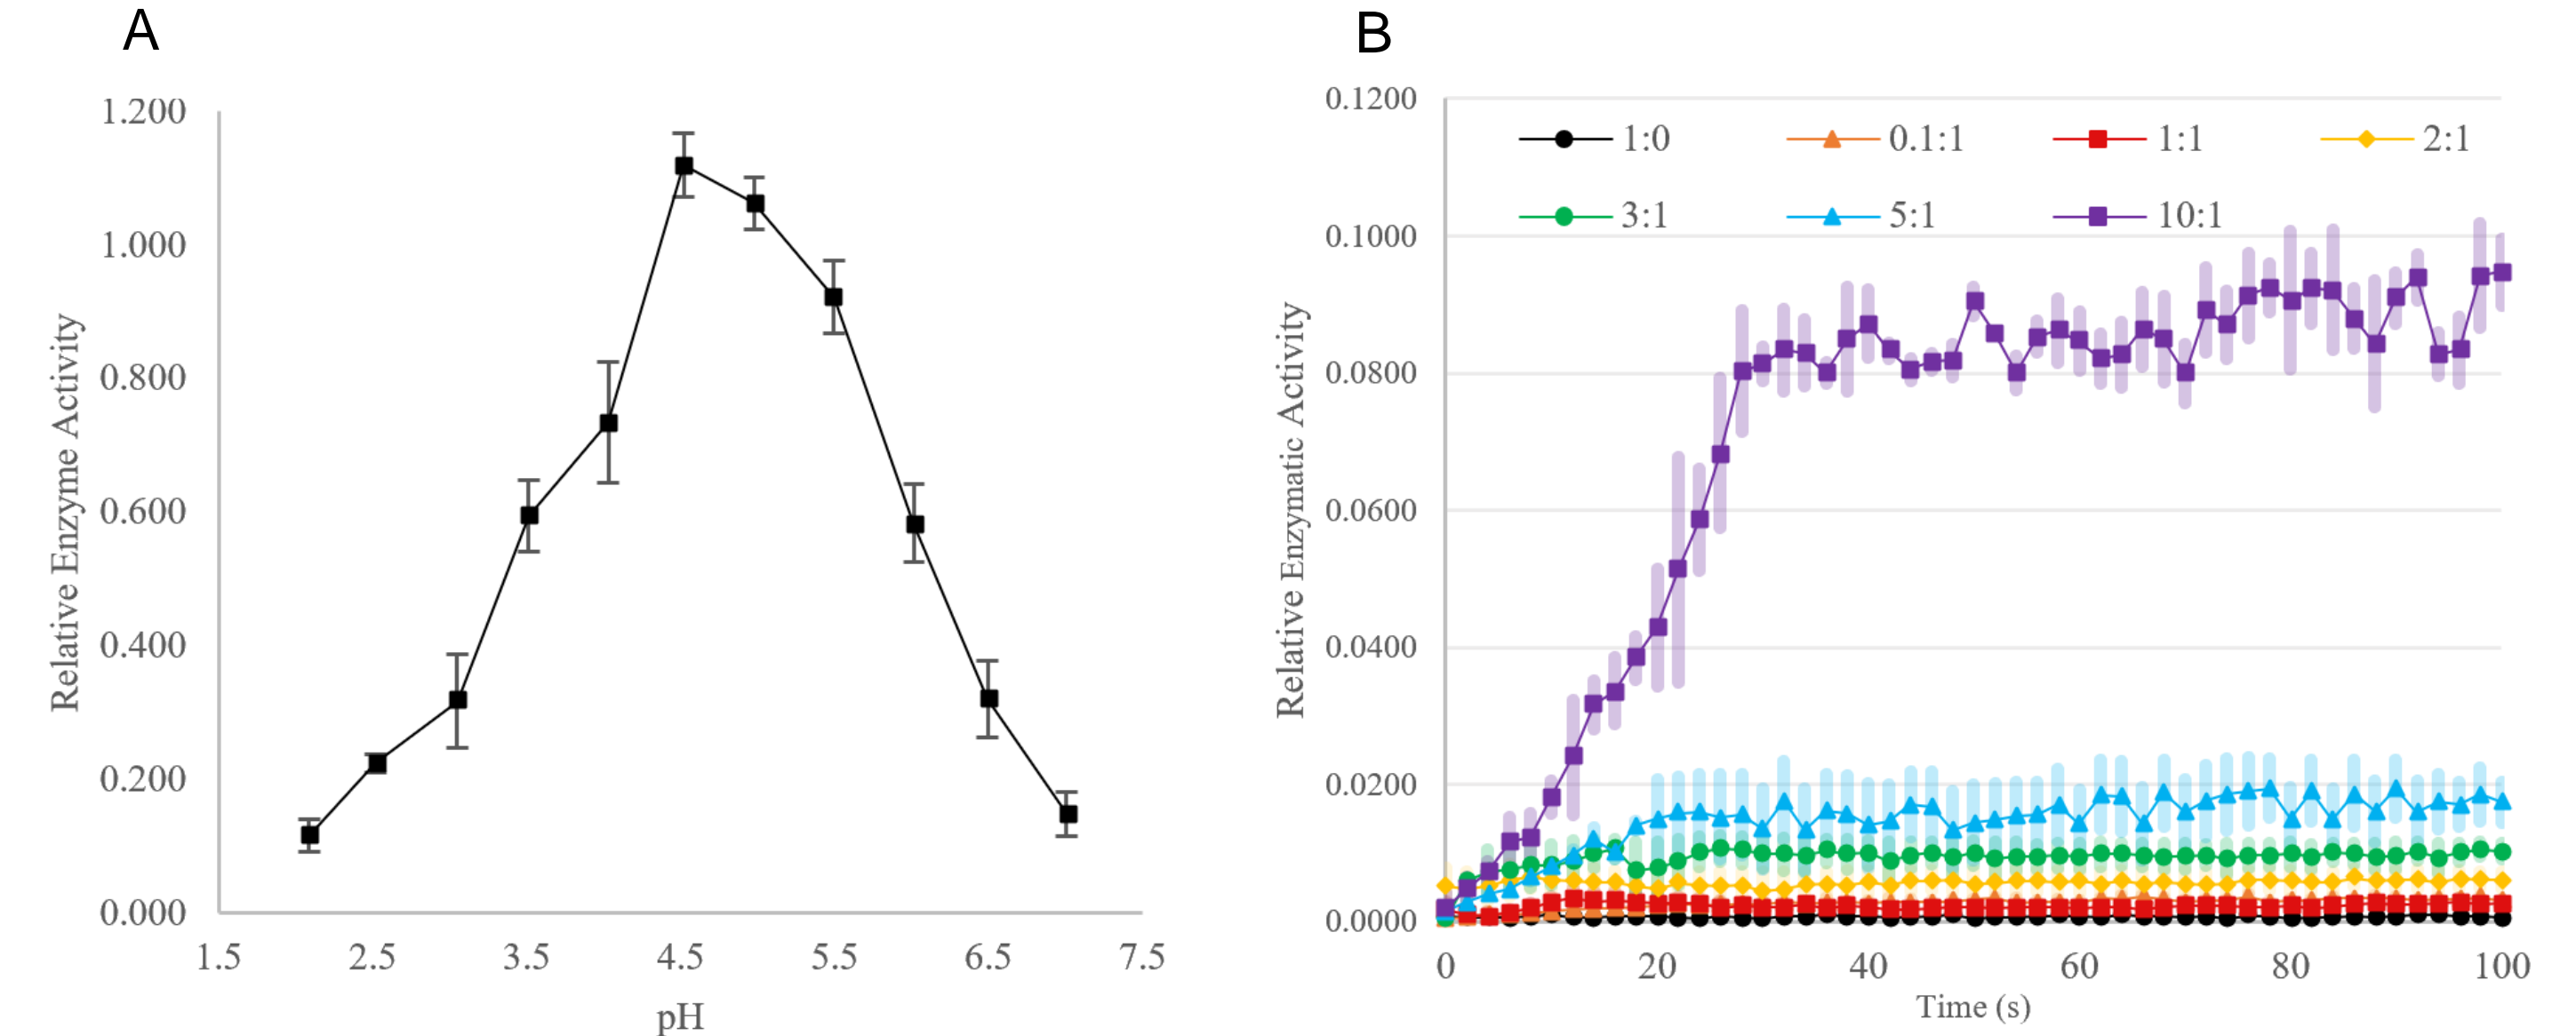 A
1.200
1.000
0.800
0.600
0.400
0.200
0.000
1.5 2.5 3.5 4.5 5.5 6.5 7.5
pH
Relative Enzyme Activity
B
0.1200
0.1000
0.0800
0.0600
0.0400
0.0200
0.0000
0 20 40 60 80 100
Time (s)
Relative Enzymatic Activity
1:0 0.1:1 1:1 2:1
3:1 5:1 10:1